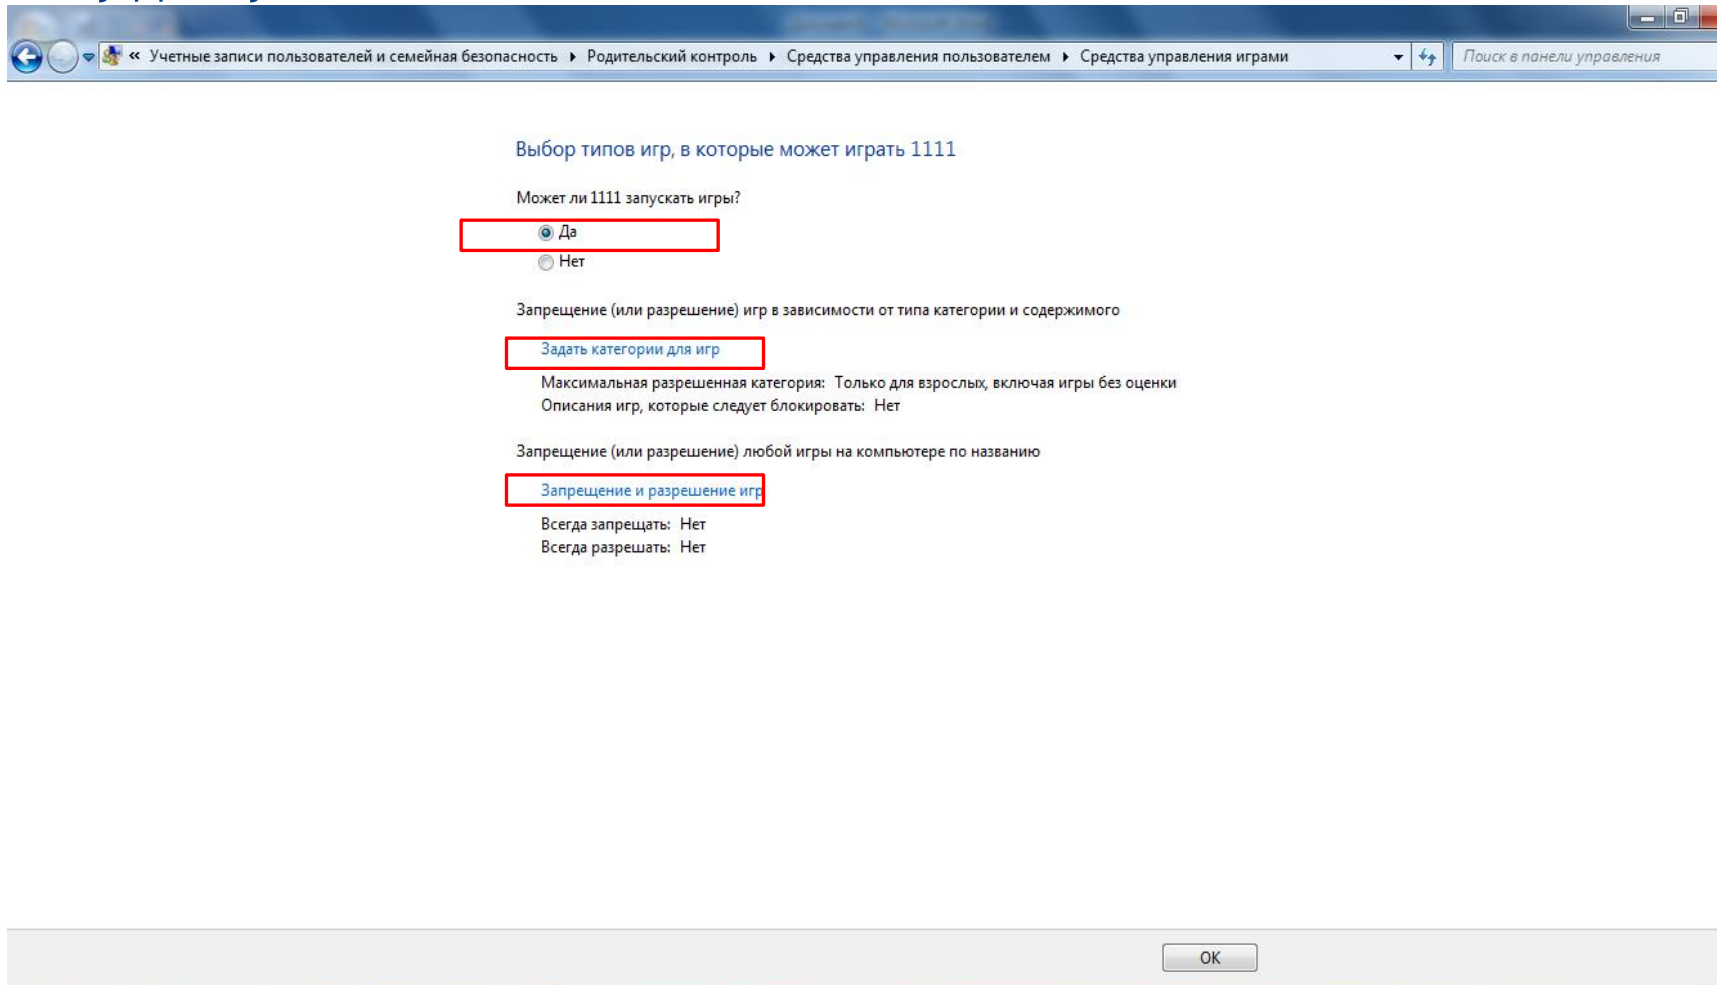 « Учетные записи пользователей и семейная безопасность ▸ Родительский контроль ▸ Средства управления пользователем ▸ Средства управления играми
Поиск в панели управления
Выбор типов игр, в которые может играть 1111
Может ли 1111 запускать игры?
Да
Нет
Запрещение (или разрешение) игр в зависимости от типа категории и содержимого
Задать категории для игр
Максимальная разрешенная категория: Только для взрослых, включая игры без оценки
Описания игр, которые следует блокировать: Нет
Запрещение (или разрешение) любой игры на компьютере по названию
Запрещение и разрешение игр
Всегда запрещать: Нет
Всегда разрешать: Нет
ОК